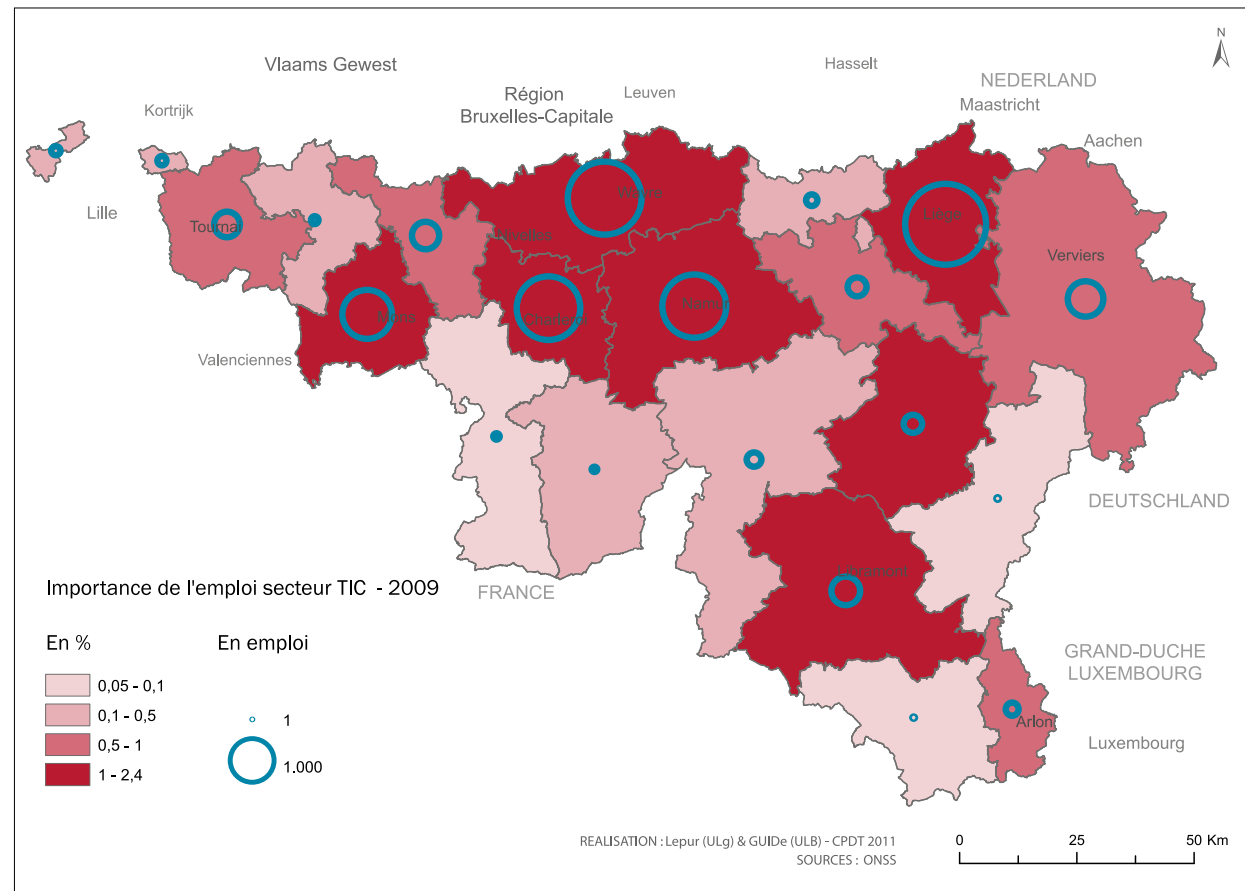 N
Vlaams Gewest
Hasselt
NEDERLAND
Région
Bruxelles-Capitale
Leuven
Maastricht
Kortrijk
Aachen
Lille
Tournai
Wavre
Liège
Nivelles
Verviers
Mons
Charleroi
Namur
Valenciennes
DEUTSCHLAND
Libramont
FRANCE
GRAND-DUCHE
LUXEMBOURG
Arlon
Luxembourg
Importance de l'emploi secteur TIC - 2009
En %
En emploi
0,05 - 0,1
0,1 - 0,5
0,5 - 1
1 - 2,4
1
1.000
REALISATION : Lepur (ULg) & GUIDe (ULB) - CPDT 2011
SOURCES : ONSS
0
25
50 Km